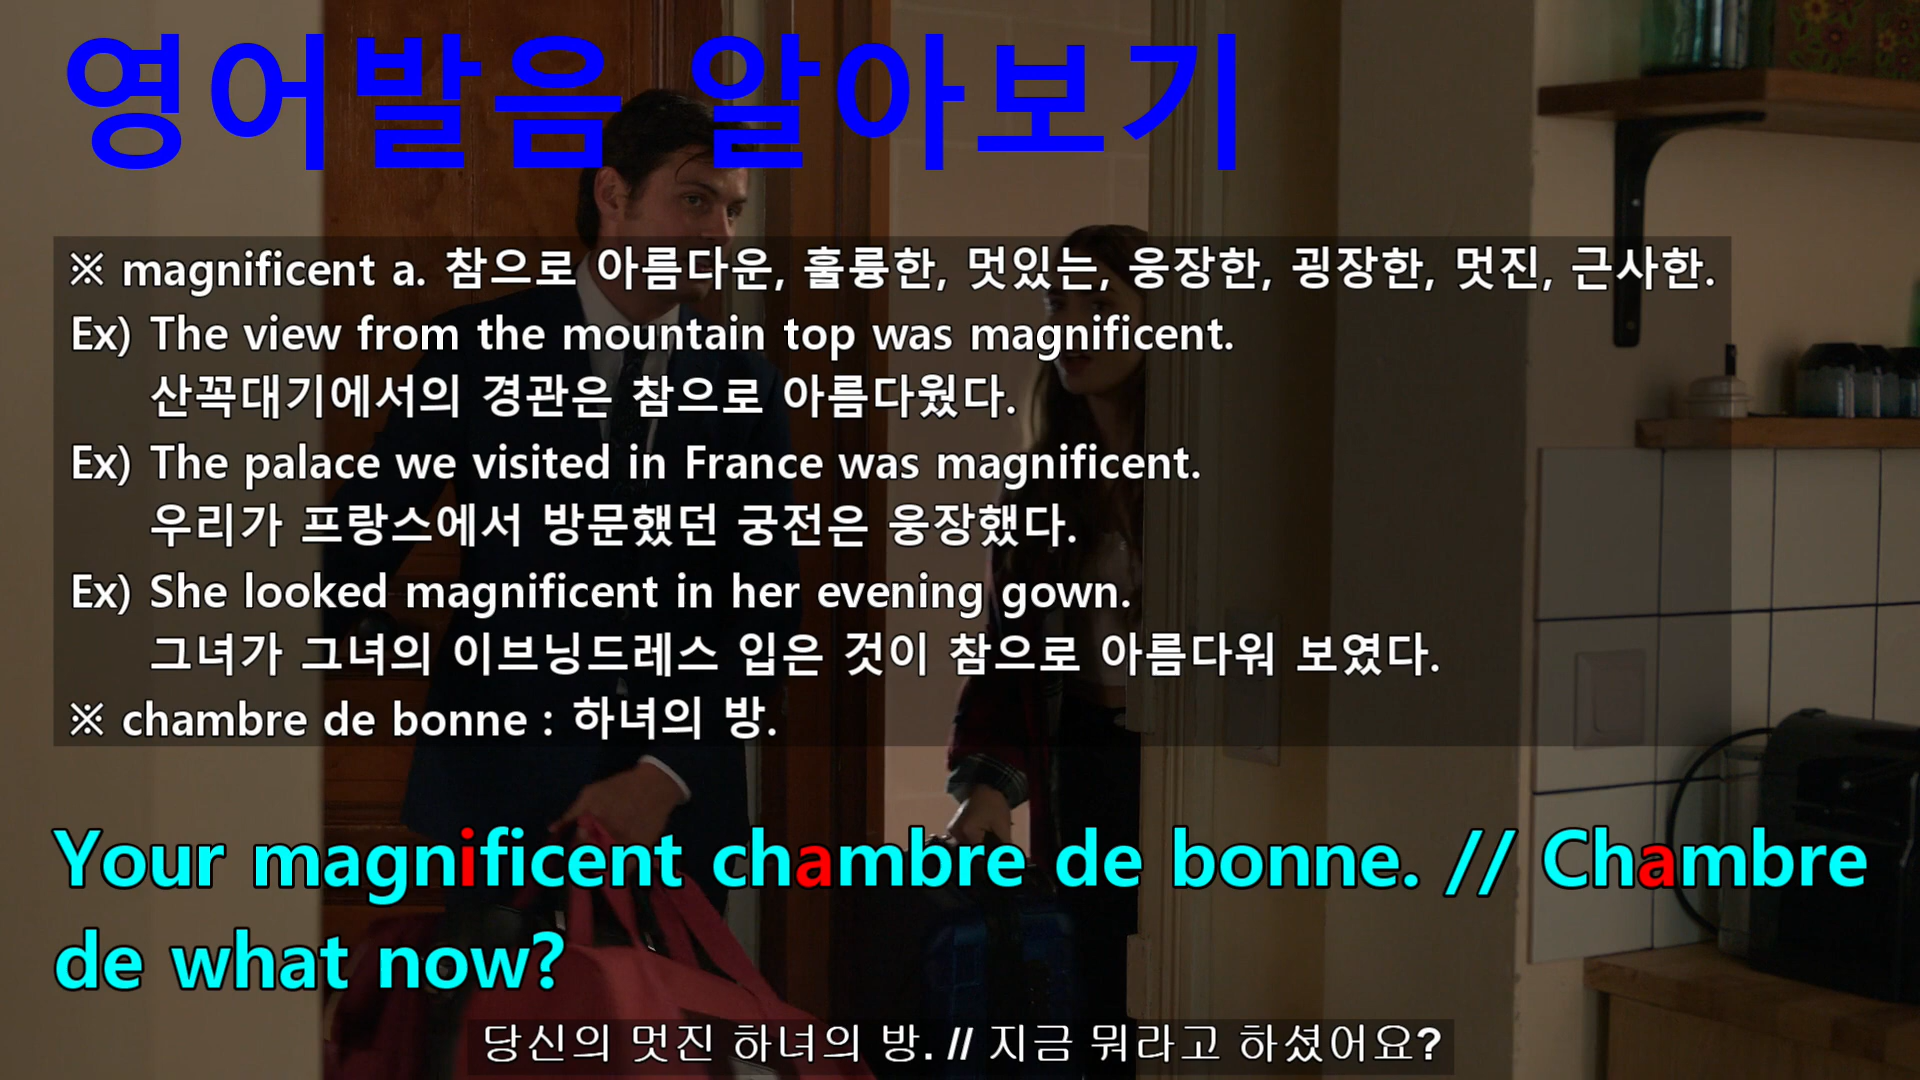 영어발음 알아보기
※ magnificent a. 참으로 아름다운, 훌륭한, 멋있는, 웅장한, 굉장한, 멋진, 근사한.
Ex) The view from the mountain top was magnificent.
산꼭대기에서의 경관은 참으로 아름다웠다.
Ex) The palace we visited in France was magnificent.
우리가 프랑스에서 방문했던 궁전은 웅장했다.
Ex) She looked magnificent in her evening gown.
그녀가 그녀의 이브닝드레스 입은 것이 참으로 아름다워 보였다.
※ chambre de bonne : 하녀의 방.
Your magnificent chambre de bonne. // Chambre
de what now?
당신의 멋진 하녀의 방. // 지금 뭐라고 하셨어요?